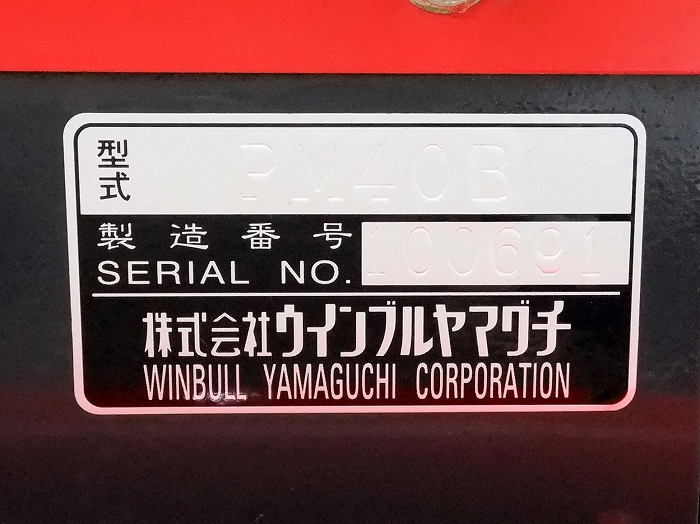 型式 PM40B
製造番号
SERIAL NO. 100691
株式会社ウインブルヤマグチ
WINBULL YAMAGUCHI CORPORATION